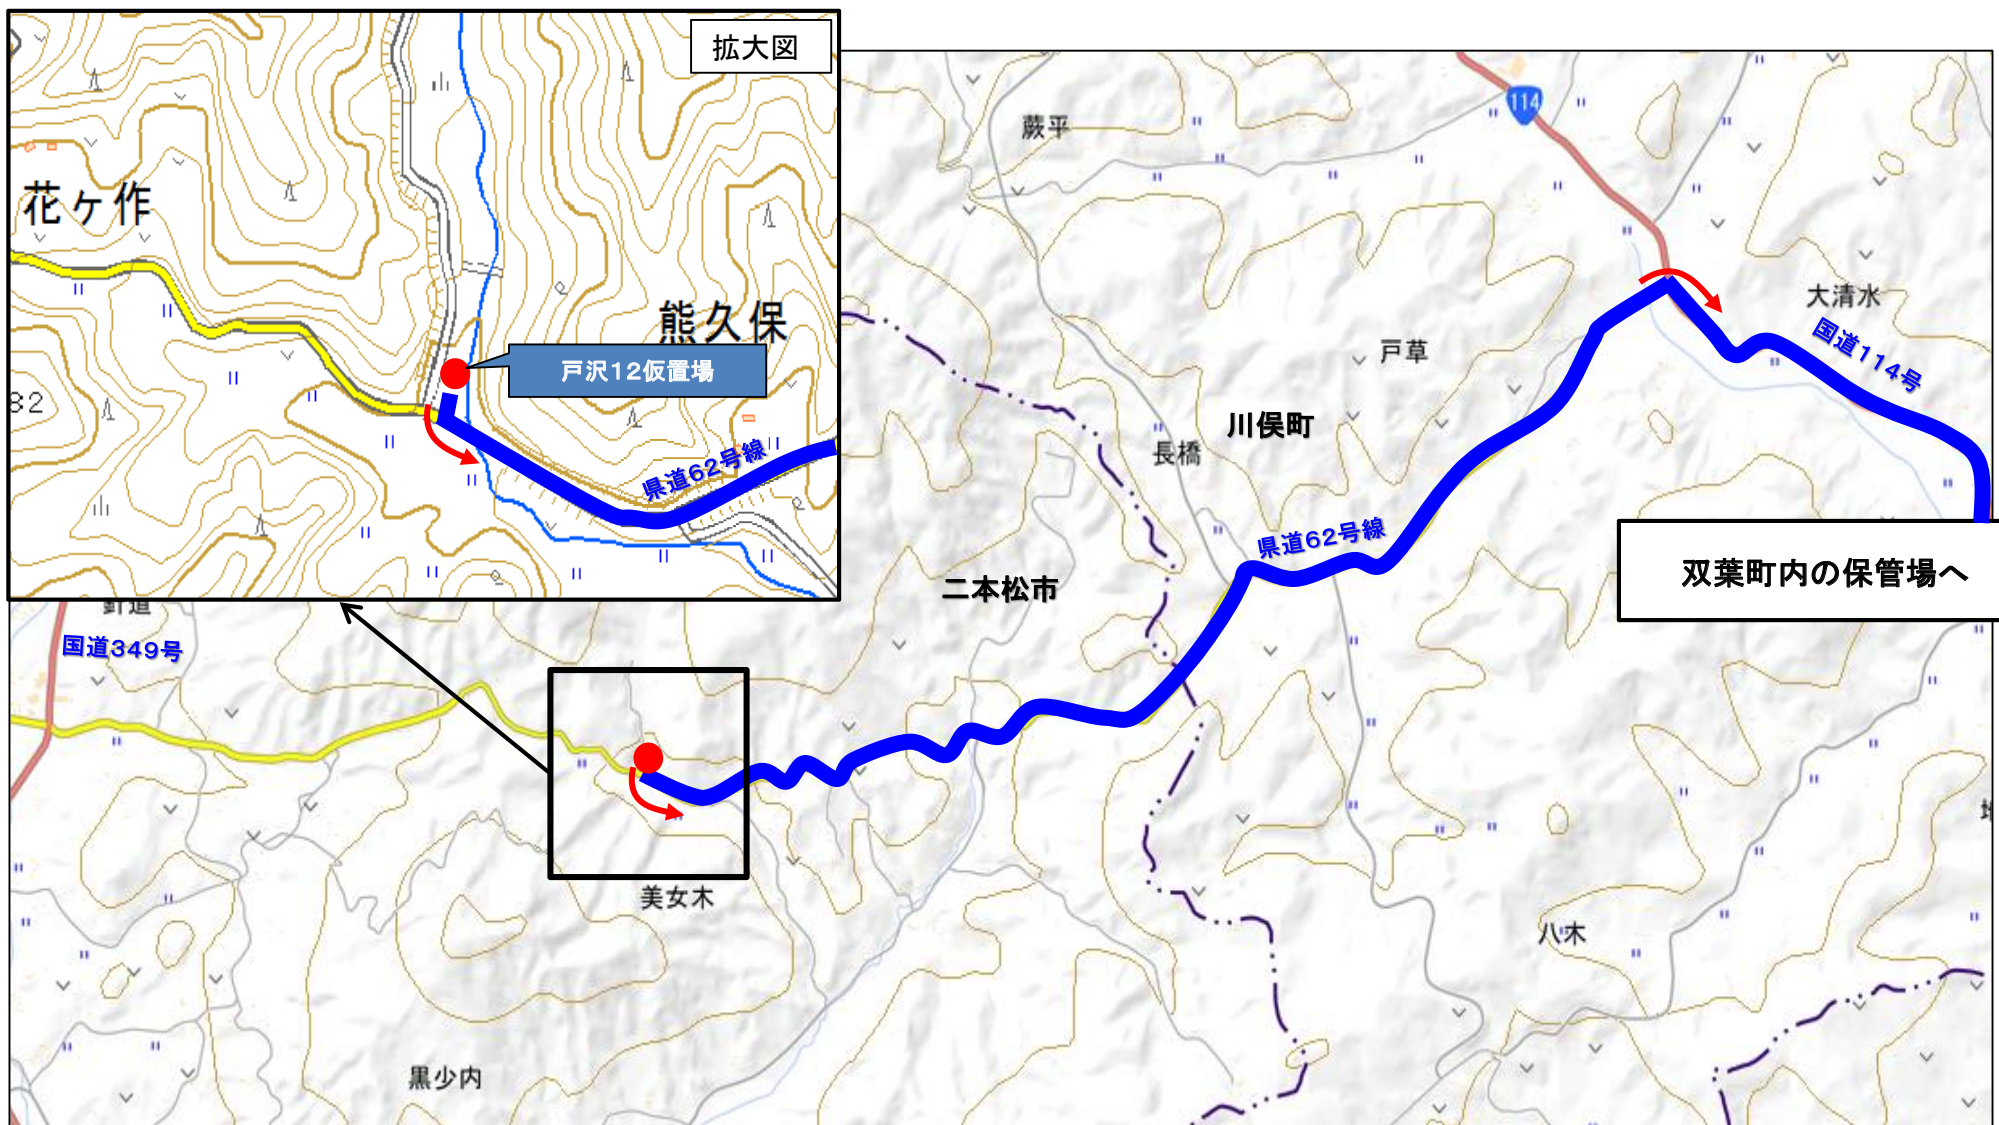 拡大図
花ヶ作
熊久保
戸沢12仮置場
82
県道62号線
蕨平
114
大清水
国道114号
戸草
川俣町
長橋
県道62号線
二本松市
双葉町内の保管場へ
針道
国道349号
美女木
八木
黒少内